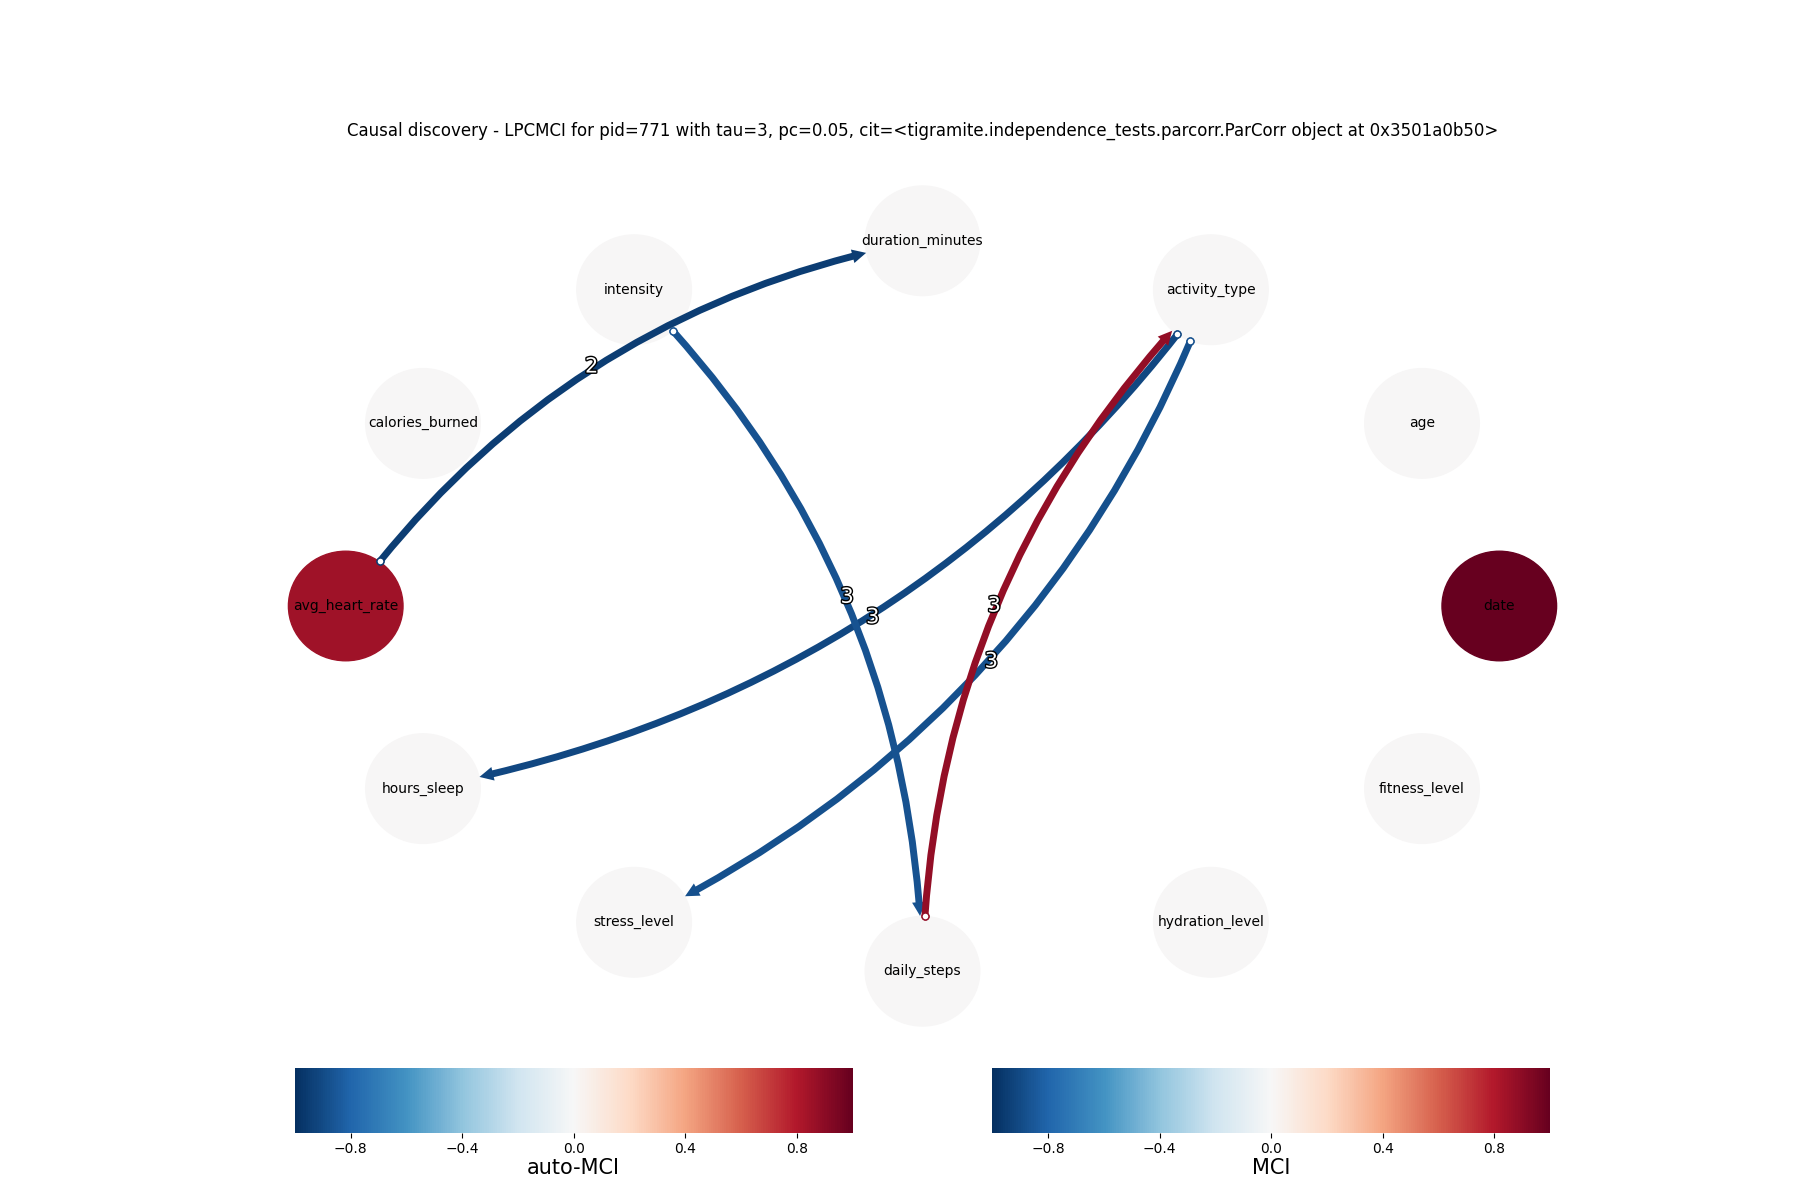 Causal discovery - LPCMCI for pid=771 with tau=3, pc=0.05, cit=<tigramite.independence_tests.parcorr.ParCorr object at 0x3501a0b50>
duration_minutes
intensity
activity_type
2
calories_burned
age
3
3
3
avg_heart_rate
date
3
hours_sleep
fitness_level
stress_level
hydration_level
daily_steps
−0.8 −0.4 0.0 0.4 0.8
auto-MCI
−0.8 −0.4 0.0 0.4 0.8
MCI